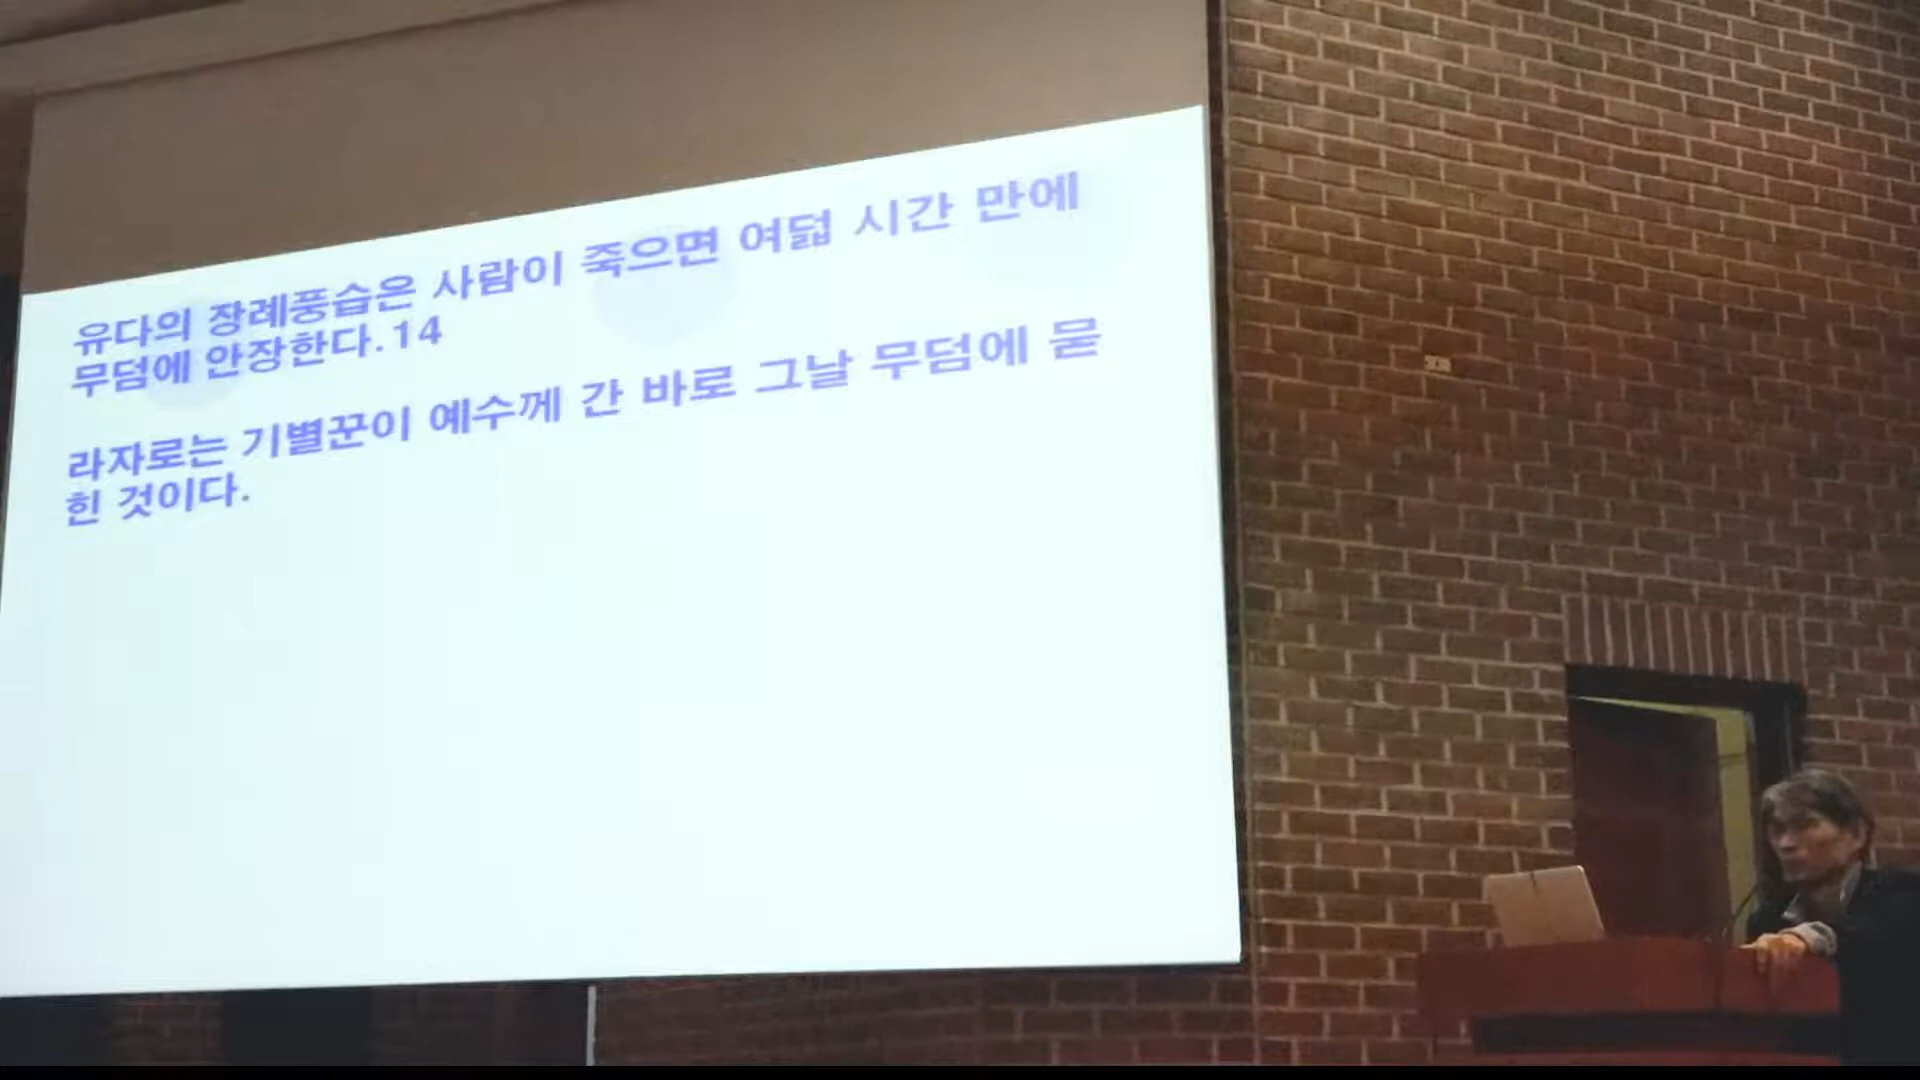 유다의 장례풍습은 사람이 죽으면 여덟 시간 만에
무덤에 안장한다.14
라자로는 기별꾼이 예수께 간 바로 그날 무덤에 묻
힌 것이다.